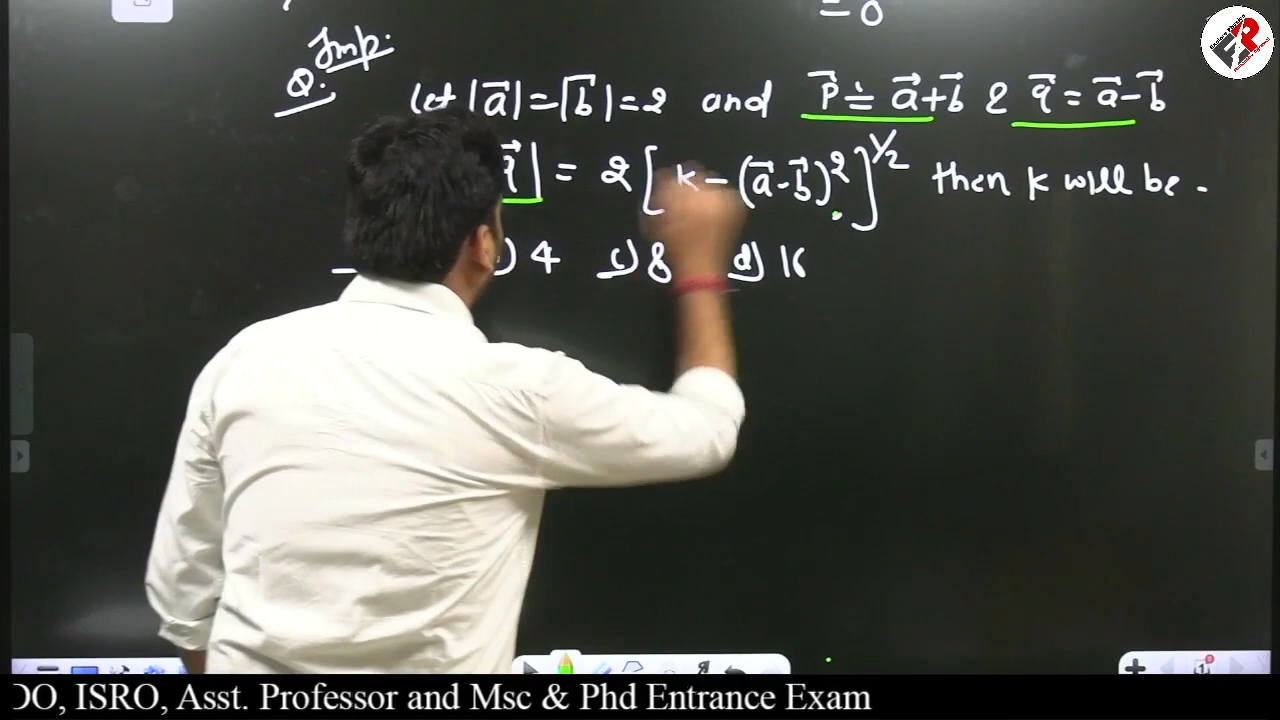 = 0
Imp.
Q. Let |a⃗| = |b⃗| = 2 and p⃗ = a⃗+b⃗ & q⃗ = a⃗-b⃗
q⃗| = 2 [k - (a⃗-b⃗)²]^1/2 then k will be -
) 4 c) 8 d) 16
DO, ISRO, Asst. Professor and Msc & Phd Entrance Exam